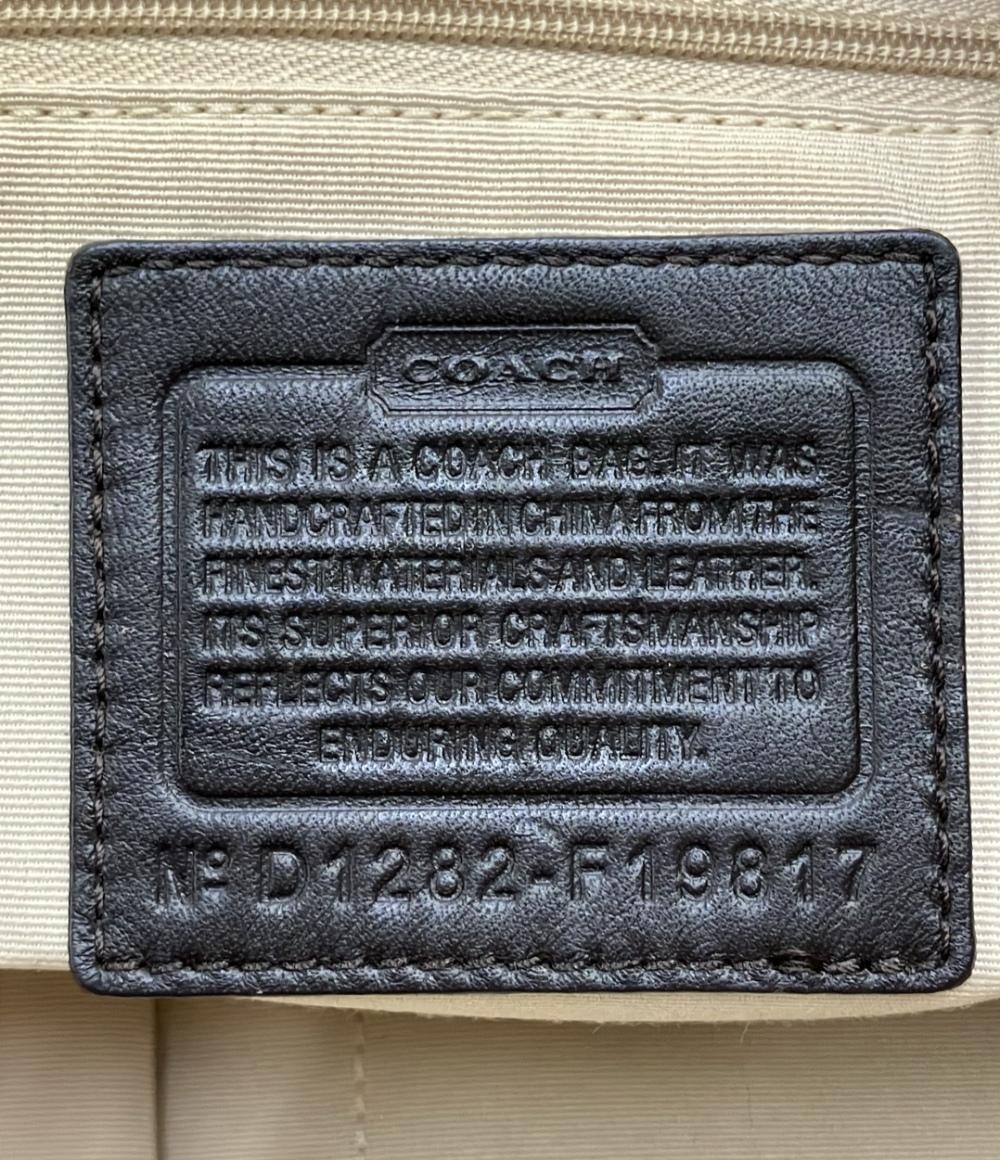 COACH
THIS IS A COACH BAG. IT WAS
HANDCRAFTED IN CHINA FROM THE
FINEST MATERIALS AND LEATHER.
ITS SUPERIOR CRAFTSMANSHIP
REFLECTS OUR COMMITMENT TO
ENDURING QUALITY.
Nº D1282-F19817